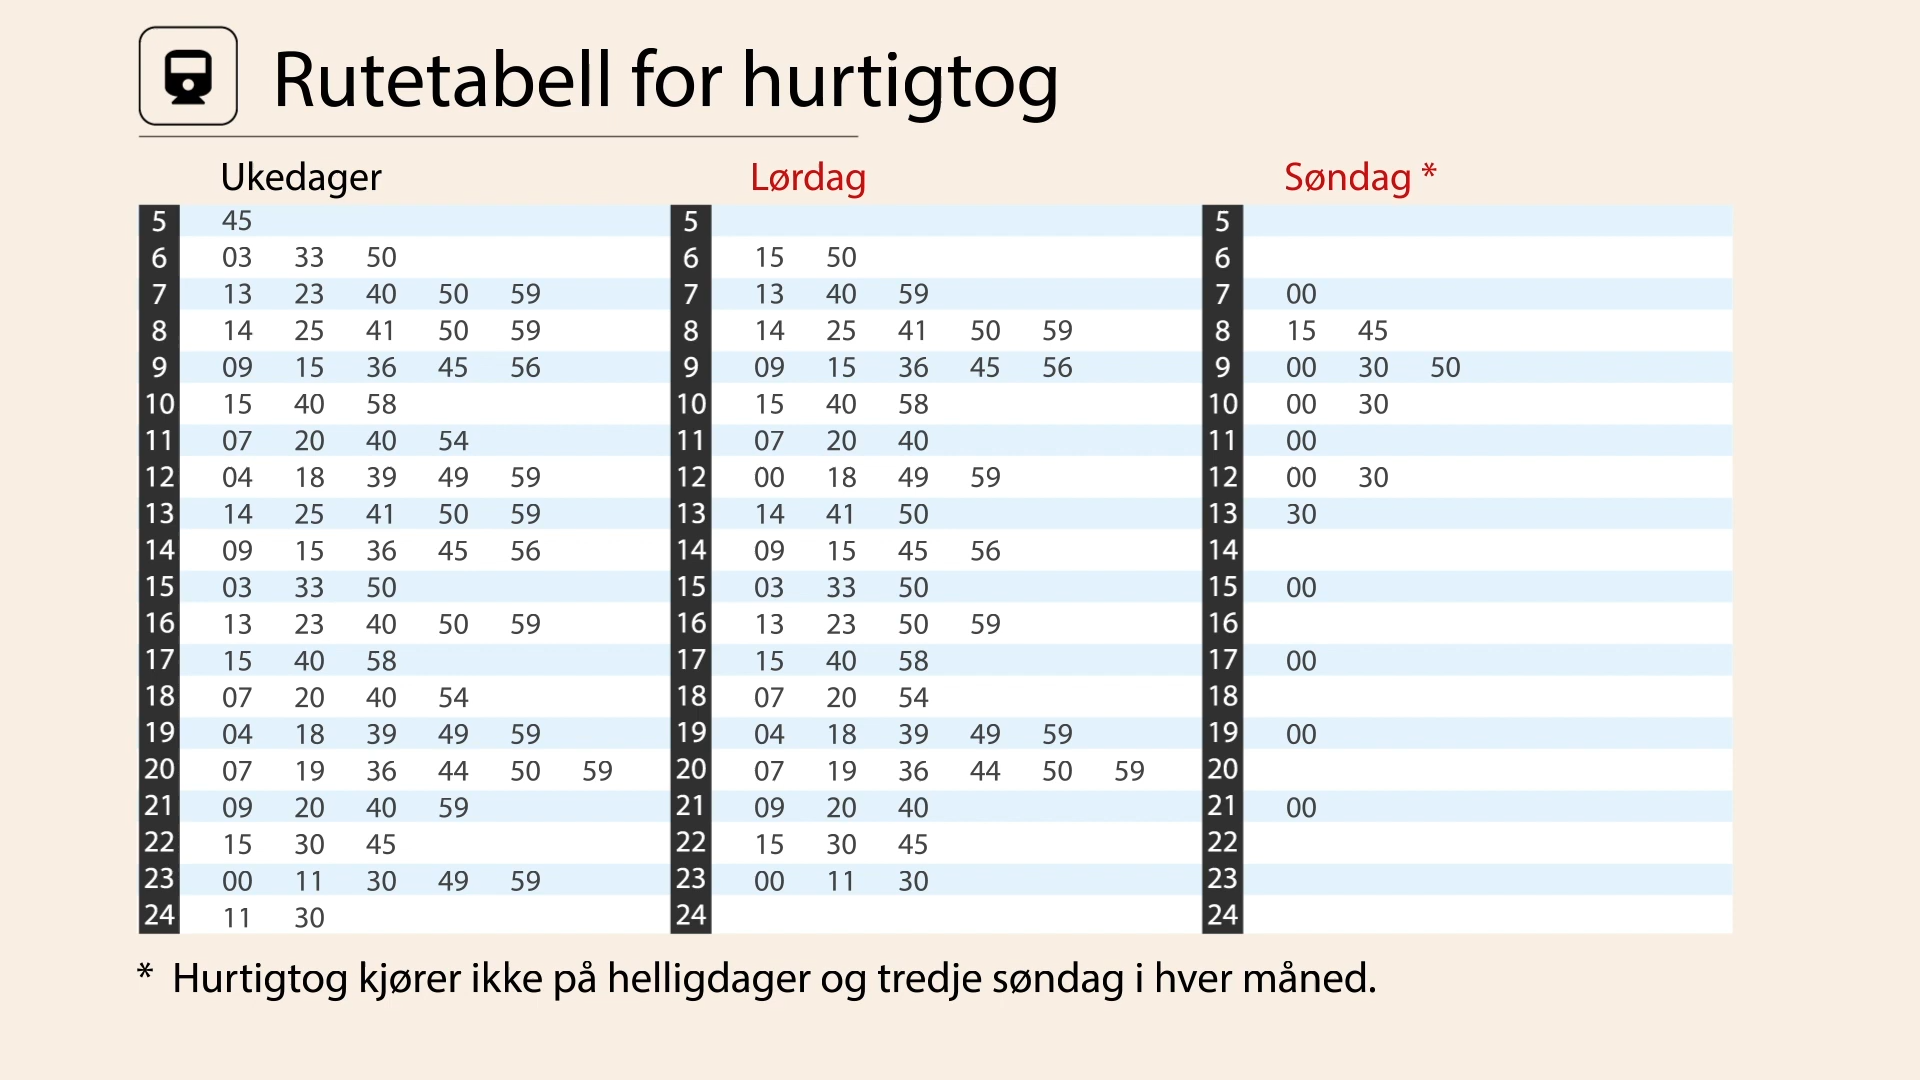 Rutetabell for hurtigtog
Ukedager Lørdag Søndag *
5 45 5 5
6 03 33 50 6 15 50 6
7 13 23 40 50 59 7 13 40 59 7 00
8 14 25 41 50 59 8 14 25 41 50 59 8 15 45
9 09 15 36 45 56 9 09 15 36 45 56 9 00 30 50
10 15 40 58 10 15 40 58 10 00 30
11 07 20 40 54 11 07 20 40 11 00
12 04 18 39 49 59 12 00 18 49 59 12 00 30
13 14 25 41 50 59 13 14 41 50 13 30
14 09 15 36 45 56 14 09 15 45 56 14
15 03 33 50 15 03 33 50 15 00
16 13 23 40 50 59 16 13 23 50 59 16
17 15 40 58 17 15 40 58 17 00
18 07 20 40 54 18 07 20 54 18
19 04 18 39 49 59 19 04 18 39 49 59 19 00
20 07 19 36 44 50 59 20 07 19 36 44 50 59 20
21 09 20 40 59 21 09 20 40 21 00
22 15 30 45 22 15 30 45 22
23 00 11 30 49 59 23 00 11 30 23
24 11 30 24 24
* Hurtigtog kjører ikke på helligdager og tredje søndag i hver måned.